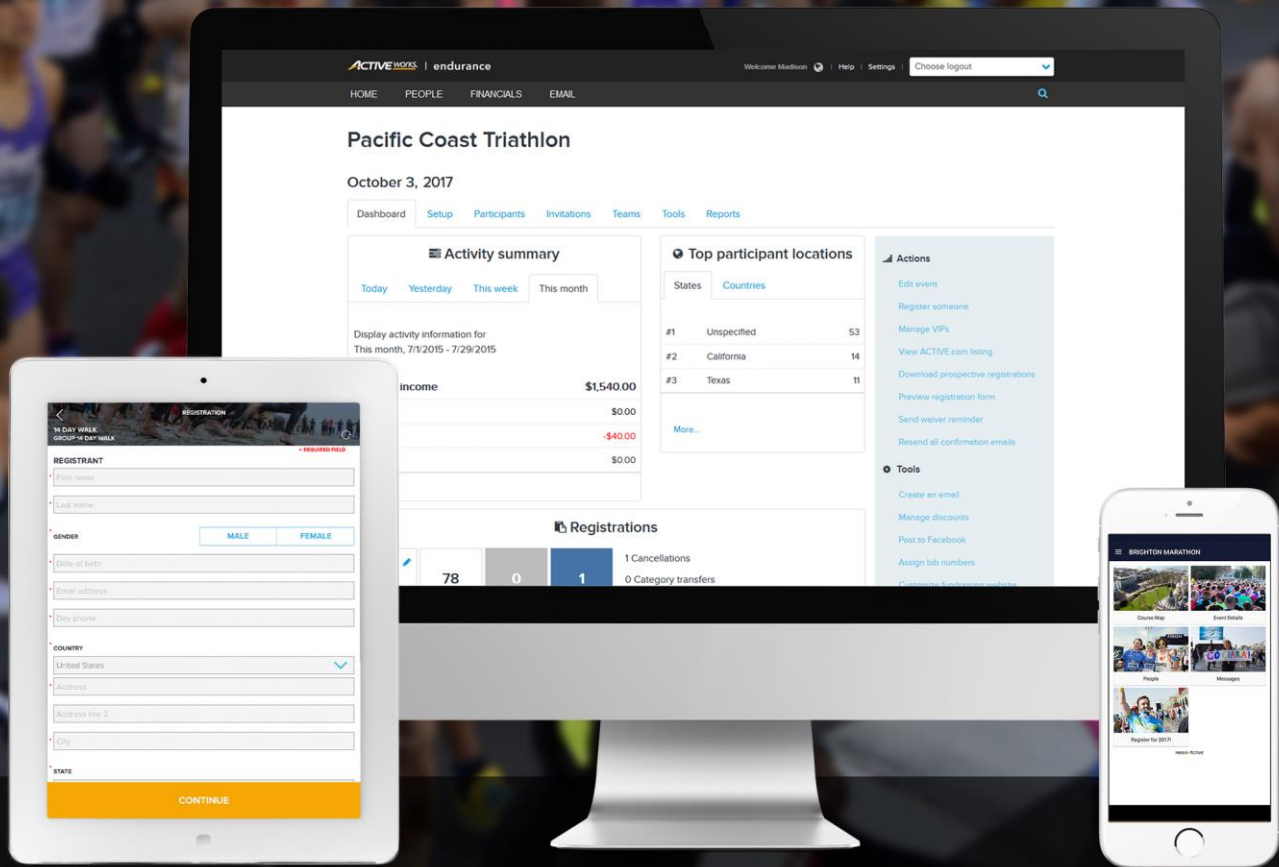 ACTIVEworks | endurance
Welcome Madison | Help | Settings | Choose logout
HOME PEOPLE FINANCIALS EMAIL
Pacific Coast Triathlon
October 3, 2017
Dashboard Setup Participants Invitations Teams Tools Reports
Activity summary
Today Yesterday This week This month
Display activity information for
This month, 7/1/2015 - 7/29/2015
income $1,540.00
$0.00
-$40.00
$0.00
Top participant locations
States Countries
#1 Unspecified 53
#2 California 14
#3 Texas 11
More...
Actions
Edit event
Register someone
Manage VIPs
View ACTIVE.com listing
Download prospective registrations
Preview registration form
Send waiver reminder
Resend all confirmation emails
Tools
Create an email
Manage discounts
Post to Facebook
Assign bib numbers
Customize fundraising website
Registrations
78 0 1
1 Cancellations
0 Category transfers
REGISTRATION
14 DAY WALK
GROUP 14 DAY WALK
* REQUIRED FIELD
REGISTRANT
* First name
* Last name
* GENDER MALE FEMALE
* Date of birth
* Email address
* Day phone
* COUNTRY
United States
* Address
Address line 2
* City
* STATE
CONTINUE
BRIGHTON MARATHON
Course Map Event Details
FINISH
People Messages
Register for 2017!